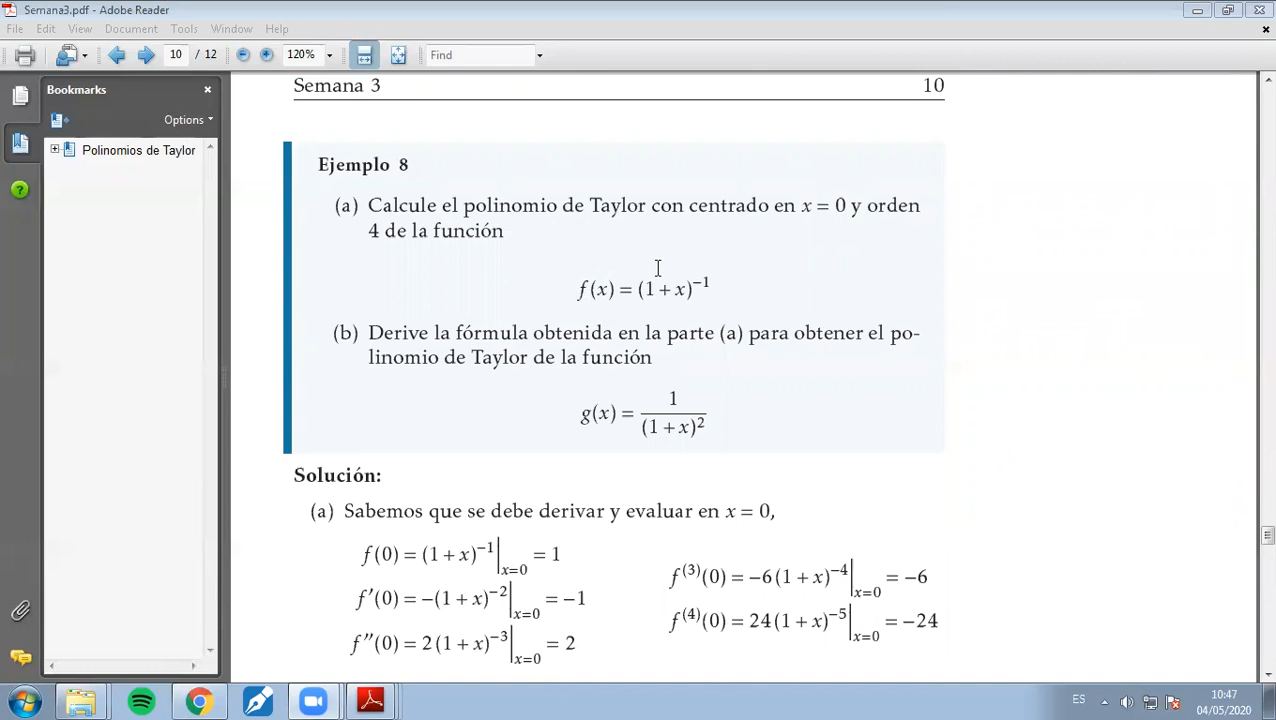 Semana3.pdf - Adobe Reader
File Edit View Document Tools Window Help
10 / 12 120% Find
Bookmarks
Options
Polinomios de Taylor
Semana 3 10
Ejemplo 8
(a) Calcule el polinomio de Taylor con centrado en x = 0 y orden
4 de la función
f(x) = (1 + x)⁻¹
(b) Derive la fórmula obtenida en la parte (a) para obtener el po-
linomio de Taylor de la función
g(x) = 1 / (1 + x)²
Solución:
(a) Sabemos que se debe derivar y evaluar en x = 0,
f(0) = (1 + x)⁻¹|ₓ₌₀ = 1
f′(0) = −(1 + x)⁻²|ₓ₌₀ = −1
f″(0) = 2(1 + x)⁻³|ₓ₌₀ = 2
f⁽³⁾(0) = −6(1 + x)⁻⁴|ₓ₌₀ = −6
f⁽⁴⁾(0) = 24(1 + x)⁻⁵|ₓ₌₀ = −24
ES 10:47
04/05/2020